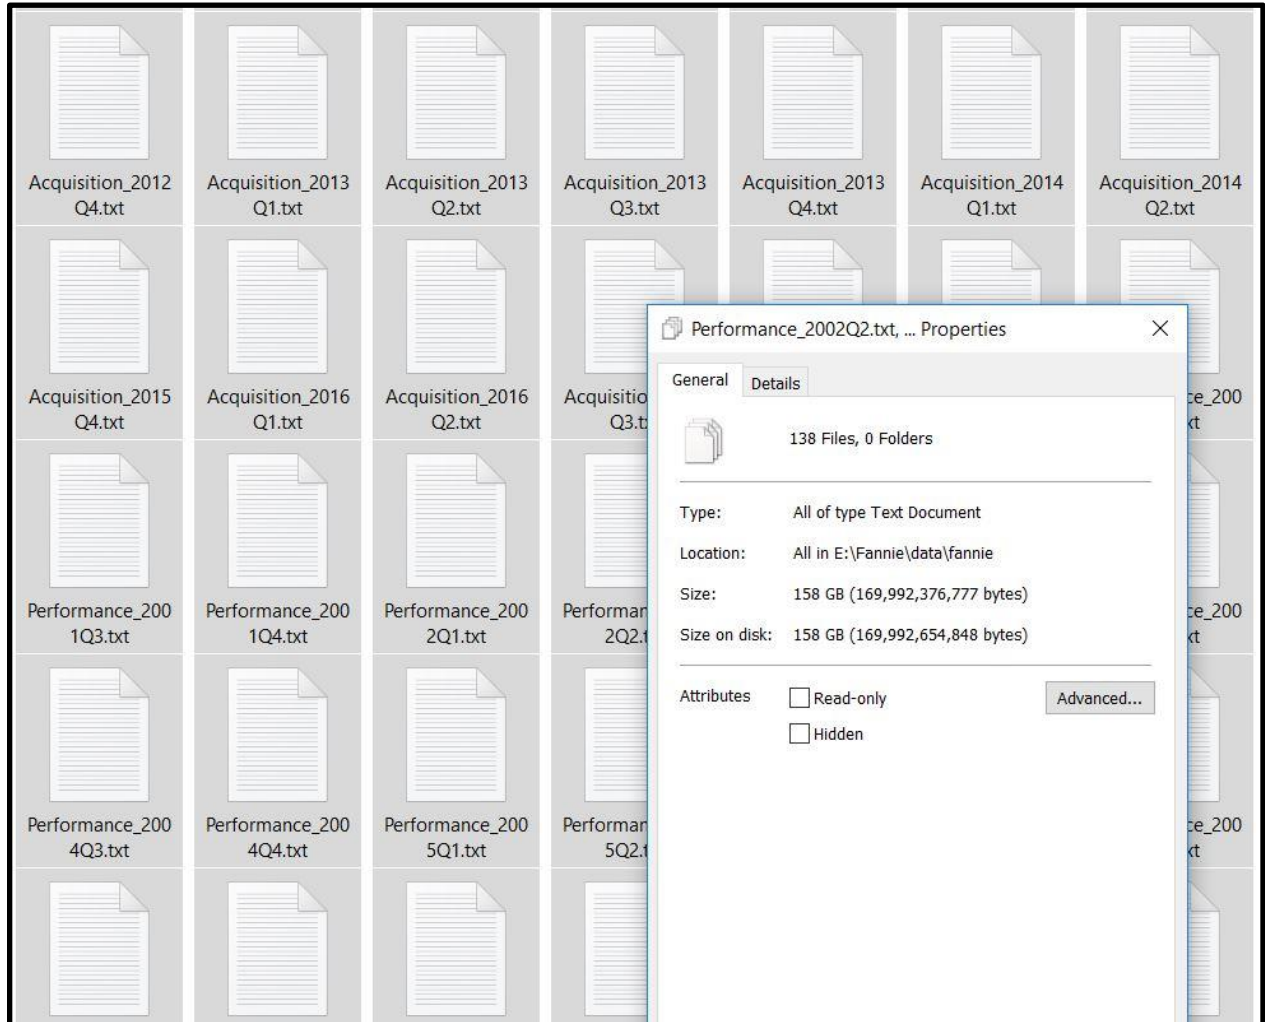 Acquisition_2012
Q4.txt
Acquisition_2013
Q1.txt
Acquisition_2013
Q2.txt
Acquisition_2013
Q3.txt
Acquisition_2013
Q4.txt
Acquisition_2014
Q1.txt
Acquisition_2014
Q2.txt
Acquisition_2015
Q4.txt
Acquisition_2016
Q1.txt
Acquisition_2016
Q2.txt
Acquisitio
Q3.t
ce_200
xt
Performance_200
1Q3.txt
Performance_200
1Q4.txt
Performance_200
2Q1.txt
Performan
2Q2.t
ce_200
xt
Performance_200
4Q3.txt
Performance_200
4Q4.txt
Performance_200
5Q1.txt
Performan
5Q2.t
ce_200
xt
Performance_2002Q2.txt, ... Properties
General
Details
138 Files, 0 Folders
Type: All of type Text Document
Location: All in E:\Fannie\data\fannie
Size: 158 GB (169,992,376,777 bytes)
Size on disk: 158 GB (169,992,654,848 bytes)
Attributes
Read-only
Advanced...
Hidden